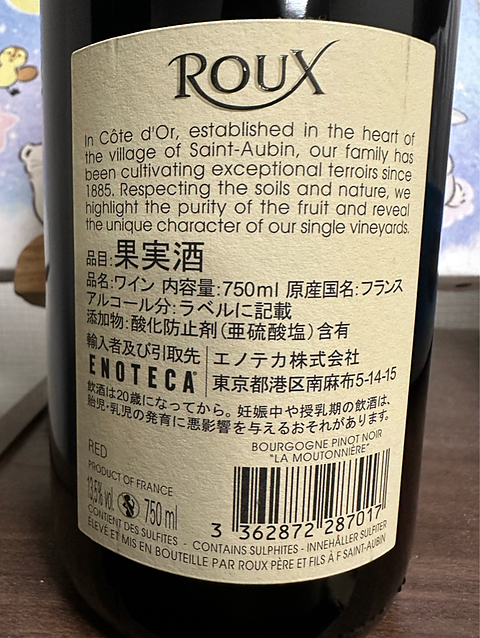 ROUX
In Côte d'Or, established in the heart of
the village of Saint-Aubin, our family has
been cultivating exceptional terroirs since
1885. Respecting the soils and nature, we
highlight the purity of the fruit and reveal
the unique character of our single vineyards.
品目:果実酒
品名:ワイン 内容量:750ml 原産国名:フランス
アルコール分:ラベルに記載
添加物:酸化防止剤(亜硫酸塩)含有
輸入者及び引取先
ENOTECA
エノテカ株式会社
東京都港区南麻布5-14-15
飲酒は20歳になってから。妊娠中や授乳期の飲酒は、
胎児・乳児の発育に悪影響を与えるおそれがあります。
RED
PRODUCT OF FRANCE
13,5% vol 750 ml
BOURGOGNE PINOT NOIR
"LA MOUTONNIÈRE"
3 362872 287017
CONTIENT DES SULFITES - CONTAINS SULPHITES - INNEHÅLLER SULFITER
ÉLEVÉ ET MIS EN BOUTEILLE PAR ROUX PÈRE ET FILS À F SAINT-AUBIN